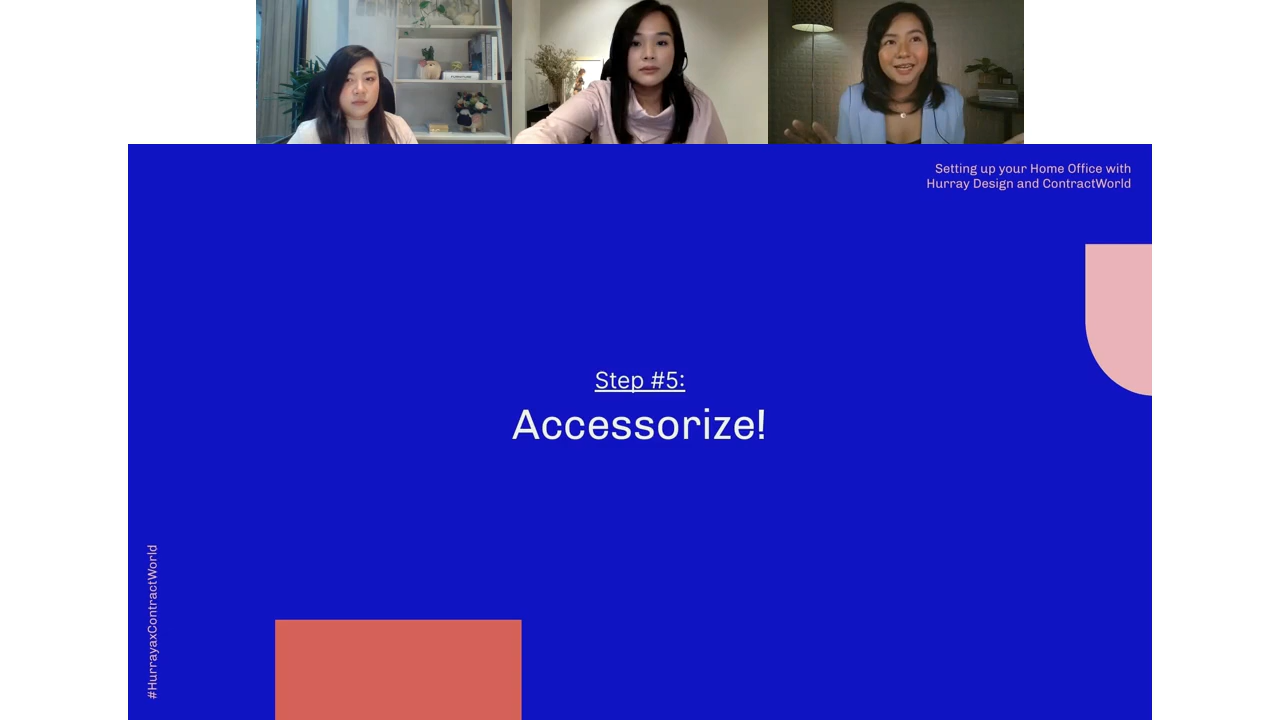 Setting up your Home Office with
Hurray Design and ContractWorld
Step #5:
Accessorize!
#HurrayaxContractWorld